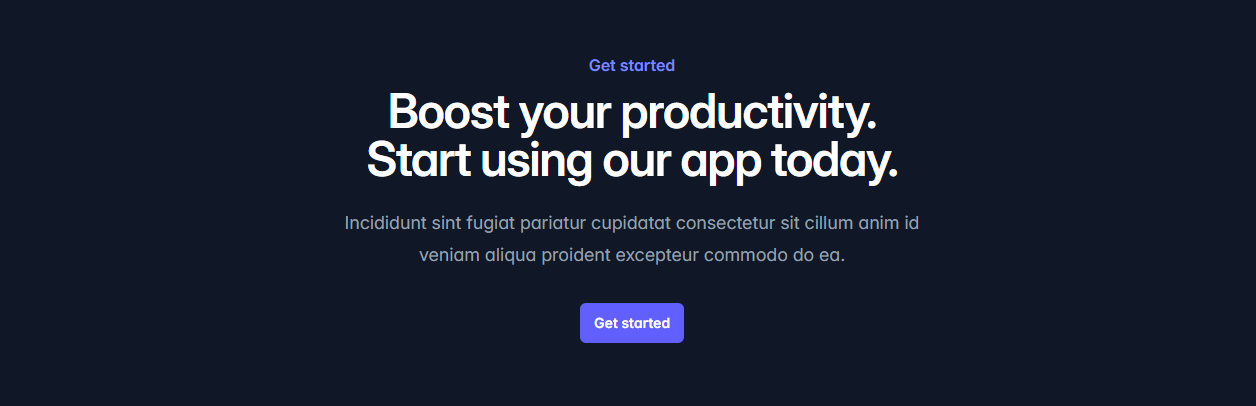 Get started
Boost your productivity.
Start using our app today.
Incididunt sint fugiat pariatur cupidatat consectetur sit cillum anim id
veniam aliqua proident excepteur commodo do ea.
Get started